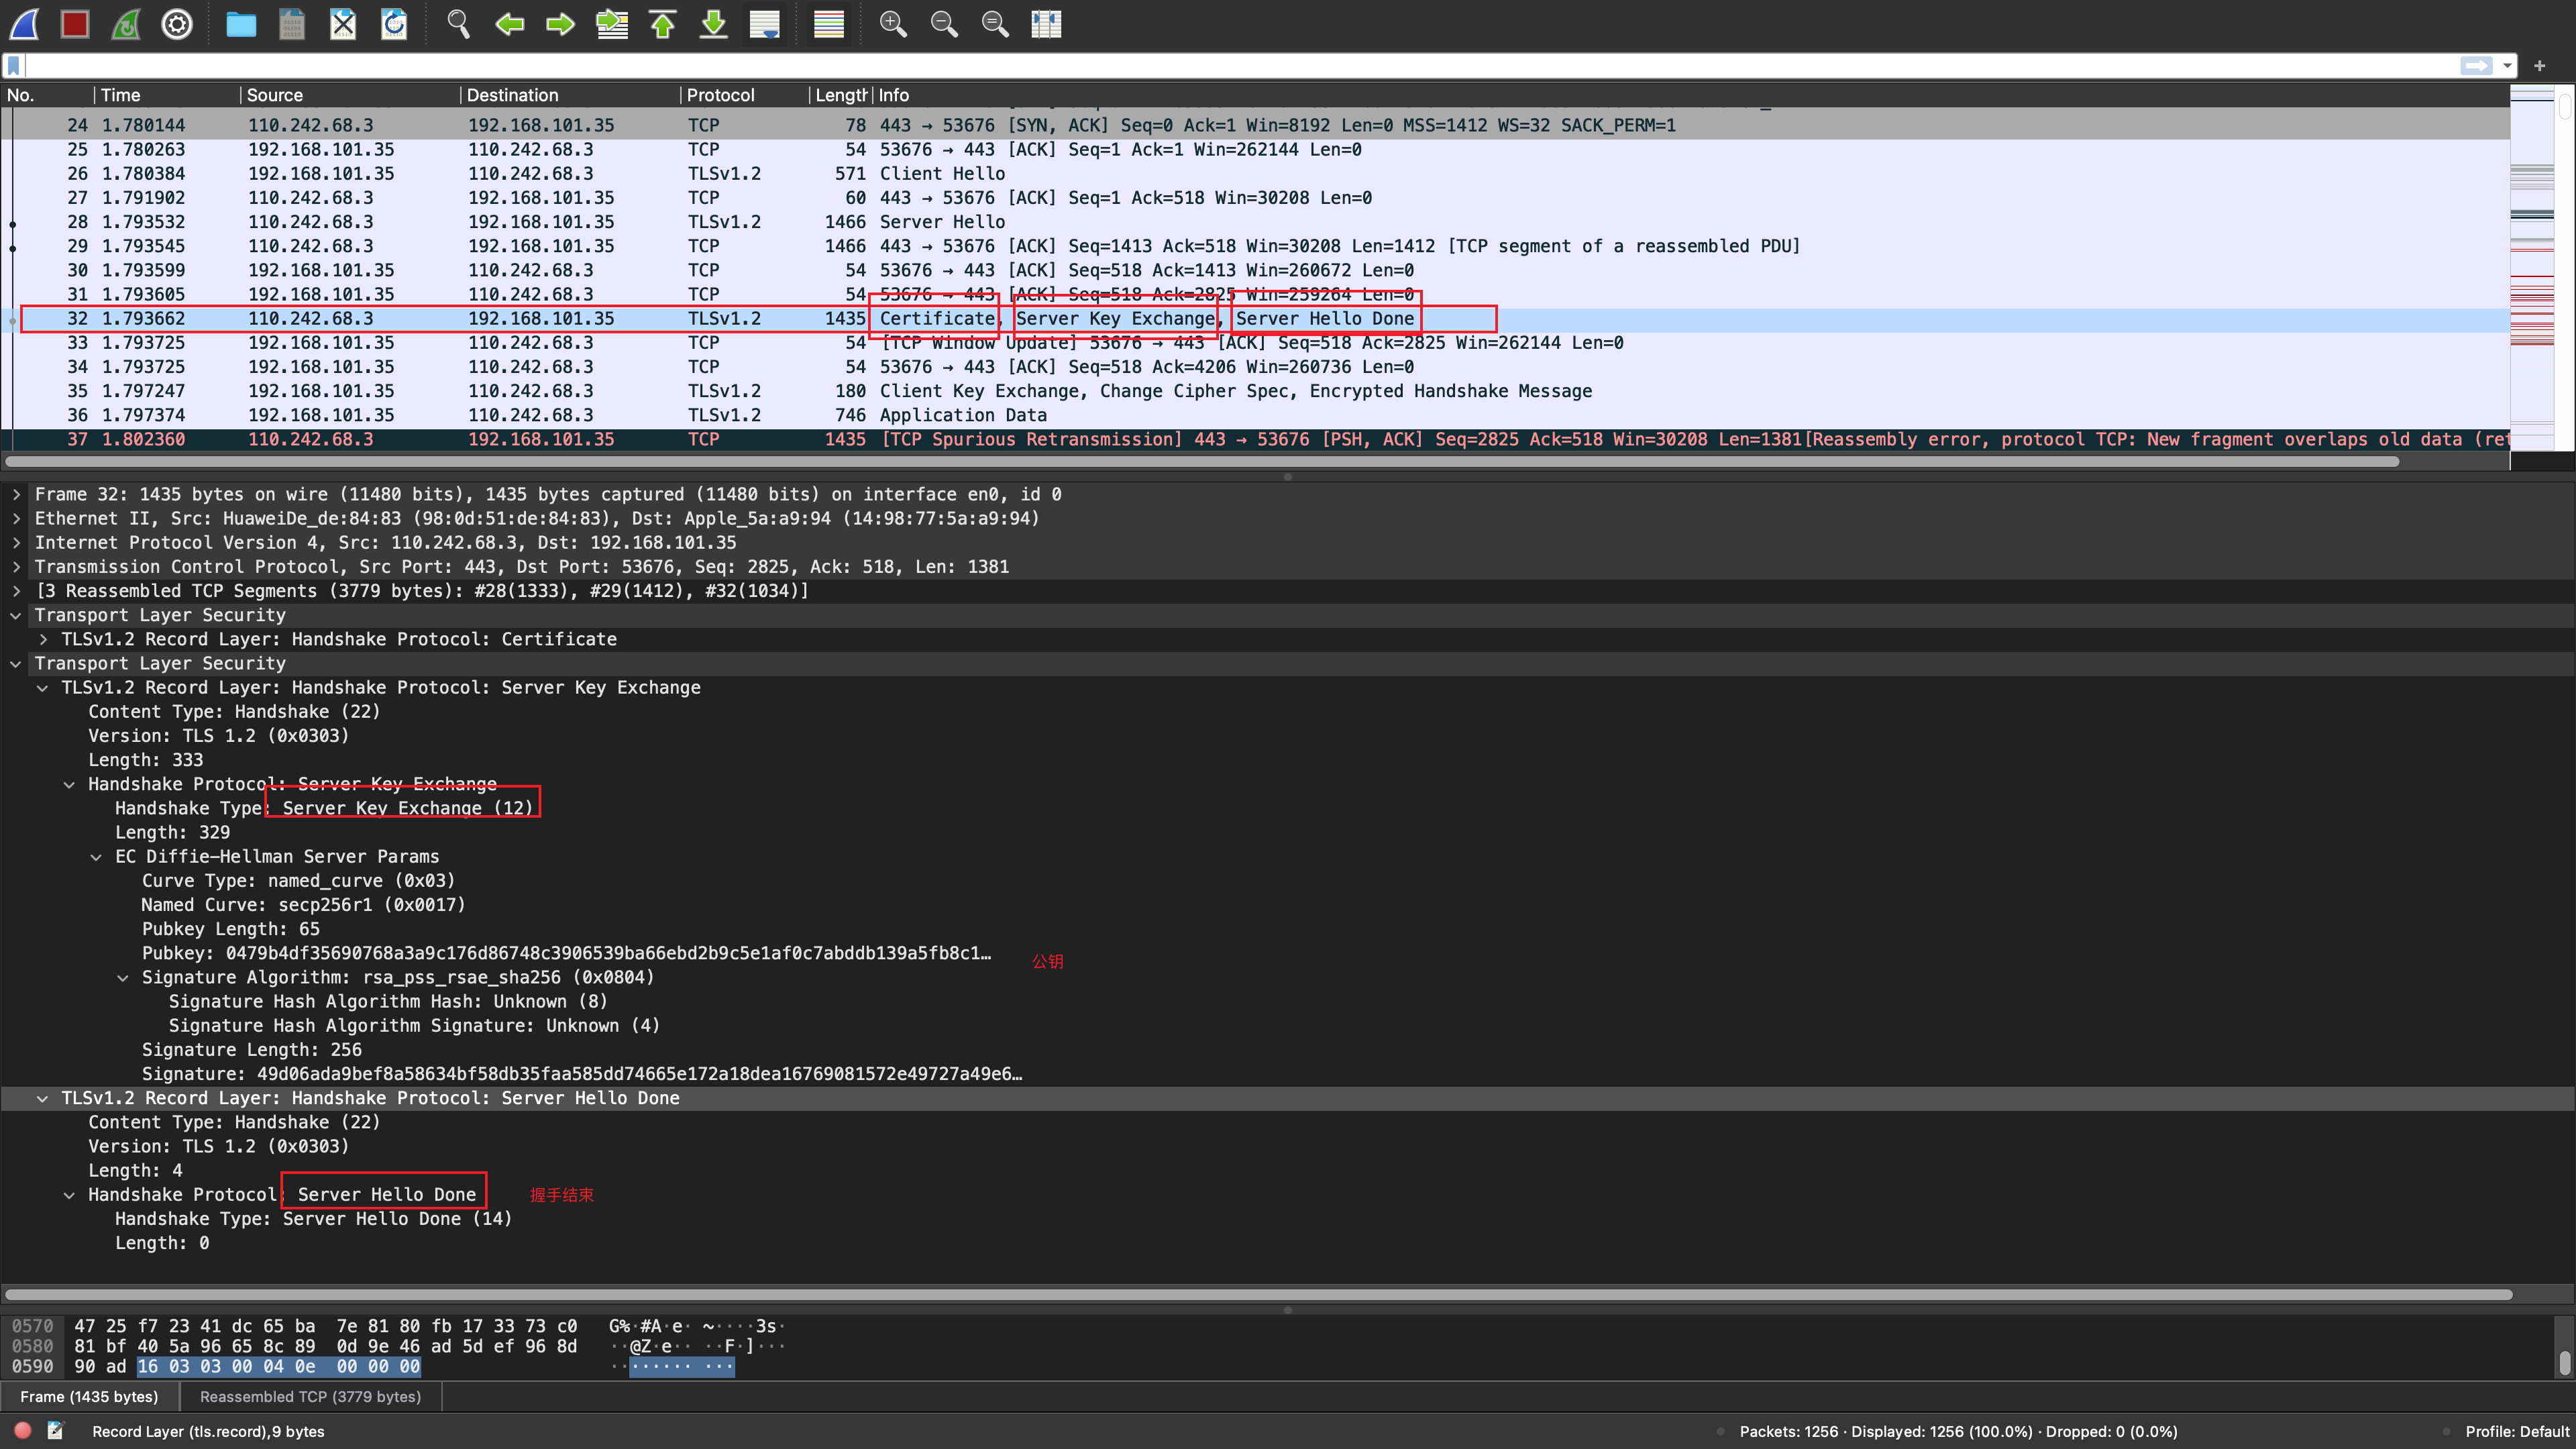 No. Time Source Destination Protocol Length Info
24 1.780144 110.242.68.3 192.168.101.35 TCP 78 443 → 53676 [SYN, ACK] Seq=0 Ack=1 Win=8192 Len=0 MSS=1412 WS=32 SACK_PERM=1
25 1.780263 192.168.101.35 110.242.68.3 TCP 54 53676 → 443 [ACK] Seq=1 Ack=1 Win=262144 Len=0
26 1.780384 192.168.101.35 110.242.68.3 TLSv1.2 571 Client Hello
27 1.791902 110.242.68.3 192.168.101.35 TCP 60 443 → 53676 [ACK] Seq=1 Ack=518 Win=30208 Len=0
28 1.793532 110.242.68.3 192.168.101.35 TLSv1.2 1466 Server Hello
29 1.793545 110.242.68.3 192.168.101.35 TCP 1466 443 → 53676 [ACK] Seq=1413 Ack=518 Win=30208 Len=1412 [TCP segment of a reassembled PDU]
30 1.793599 192.168.101.35 110.242.68.3 TCP 54 53676 → 443 [ACK] Seq=518 Ack=1413 Win=260672 Len=0
31 1.793605 192.168.101.35 110.242.68.3 TCP 54 53676 → 443 [ACK] Seq=518 Ack=2825 Win=259264 Len=0
32 1.793662 110.242.68.3 192.168.101.35 TLSv1.2 1435 Certificate, Server Key Exchange, Server Hello Done
33 1.793725 192.168.101.35 110.242.68.3 TCP 54 [TCP Window Update] 53676 → 443 [ACK] Seq=518 Ack=2825 Win=262144 Len=0
34 1.793725 192.168.101.35 110.242.68.3 TCP 54 53676 → 443 [ACK] Seq=518 Ack=4206 Win=260736 Len=0
35 1.797247 192.168.101.35 110.242.68.3 TLSv1.2 180 Client Key Exchange, Change Cipher Spec, Encrypted Handshake Message
36 1.797374 192.168.101.35 110.242.68.3 TLSv1.2 746 Application Data
37 1.802360 110.242.68.3 192.168.101.35 TCP 1435 [TCP Spurious Retransmission] 443 → 53676 [PSH, ACK] Seq=2825 Ack=518 Win=30208 Len=1381[Reassembly error, protocol TCP: New fragment overlaps old data (ret
Frame 32: 1435 bytes on wire (11480 bits), 1435 bytes captured (11480 bits) on interface en0, id 0
Ethernet II, Src: HuaweiDe_de:84:83 (98:0d:51:de:84:83), Dst: Apple_5a:a9:94 (14:98:77:5a:a9:94)
Internet Protocol Version 4, Src: 110.242.68.3, Dst: 192.168.101.35
Transmission Control Protocol, Src Port: 443, Dst Port: 53676, Seq: 2825, Ack: 518, Len: 1381
[3 Reassembled TCP Segments (3779 bytes): #28(1333), #29(1412), #32(1034)]
Transport Layer Security
TLSv1.2 Record Layer: Handshake Protocol: Certificate
Transport Layer Security
TLSv1.2 Record Layer: Handshake Protocol: Server Key Exchange
Content Type: Handshake (22)
Version: TLS 1.2 (0x0303)
Length: 333
Handshake Protocol: Server Key Exchange
Handshake Type: Server Key Exchange (12)
Length: 329
EC Diffie-Hellman Server Params
Curve Type: named_curve (0x03)
Named Curve: secp256r1 (0x0017)
Pubkey Length: 65
Pubkey: 0479b4df35690768a3a9c176d86748c3906539ba66ebd2b9c5e1af0c7abddb139a5fb8c1… 公钥
Signature Algorithm: rsa_pss_rsae_sha256 (0x0804)
Signature Hash Algorithm Hash: Unknown (8)
Signature Hash Algorithm Signature: Unknown (4)
Signature Length: 256
Signature: 49d06ada9bef8a58634bf58db35faa585dd74665e172a18dea16769081572e49727a49e6…
TLSv1.2 Record Layer: Handshake Protocol: Server Hello Done
Content Type: Handshake (22)
Version: TLS 1.2 (0x0303)
Length: 4
Handshake Protocol: Server Hello Done 握手结束
Handshake Type: Server Hello Done (14)
Length: 0
0570 47 25 f7 23 41 dc 65 ba 7e 81 80 fb 17 33 73 c0 G%·#A·e· ~····3s·
0580 81 bf 40 5a 96 65 8c 89 0d 9e 46 ad 5d ef 96 8d ··@Z·e·· ··F·]···
0590 90 ad 16 03 03 00 04 0e 00 00 00 ········ ···
Frame (1435 bytes) Reassembled TCP (3779 bytes)
Record Layer (tls.record),9 bytes Packets: 1256 · Displayed: 1256 (100.0%) · Dropped: 0 (0.0%) Profile: Default